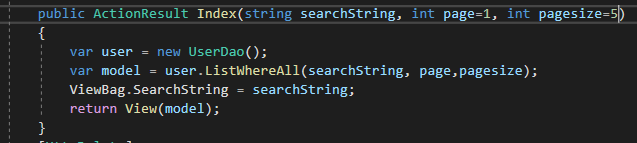 public ActionResult Index(string searchString, int page=1, int pagesize=5)
{
var user = new UserDao();
var model = user.ListWhereAll(searchString, page,pagesize);
ViewBag.SearchString = searchString;
return View(model);
}